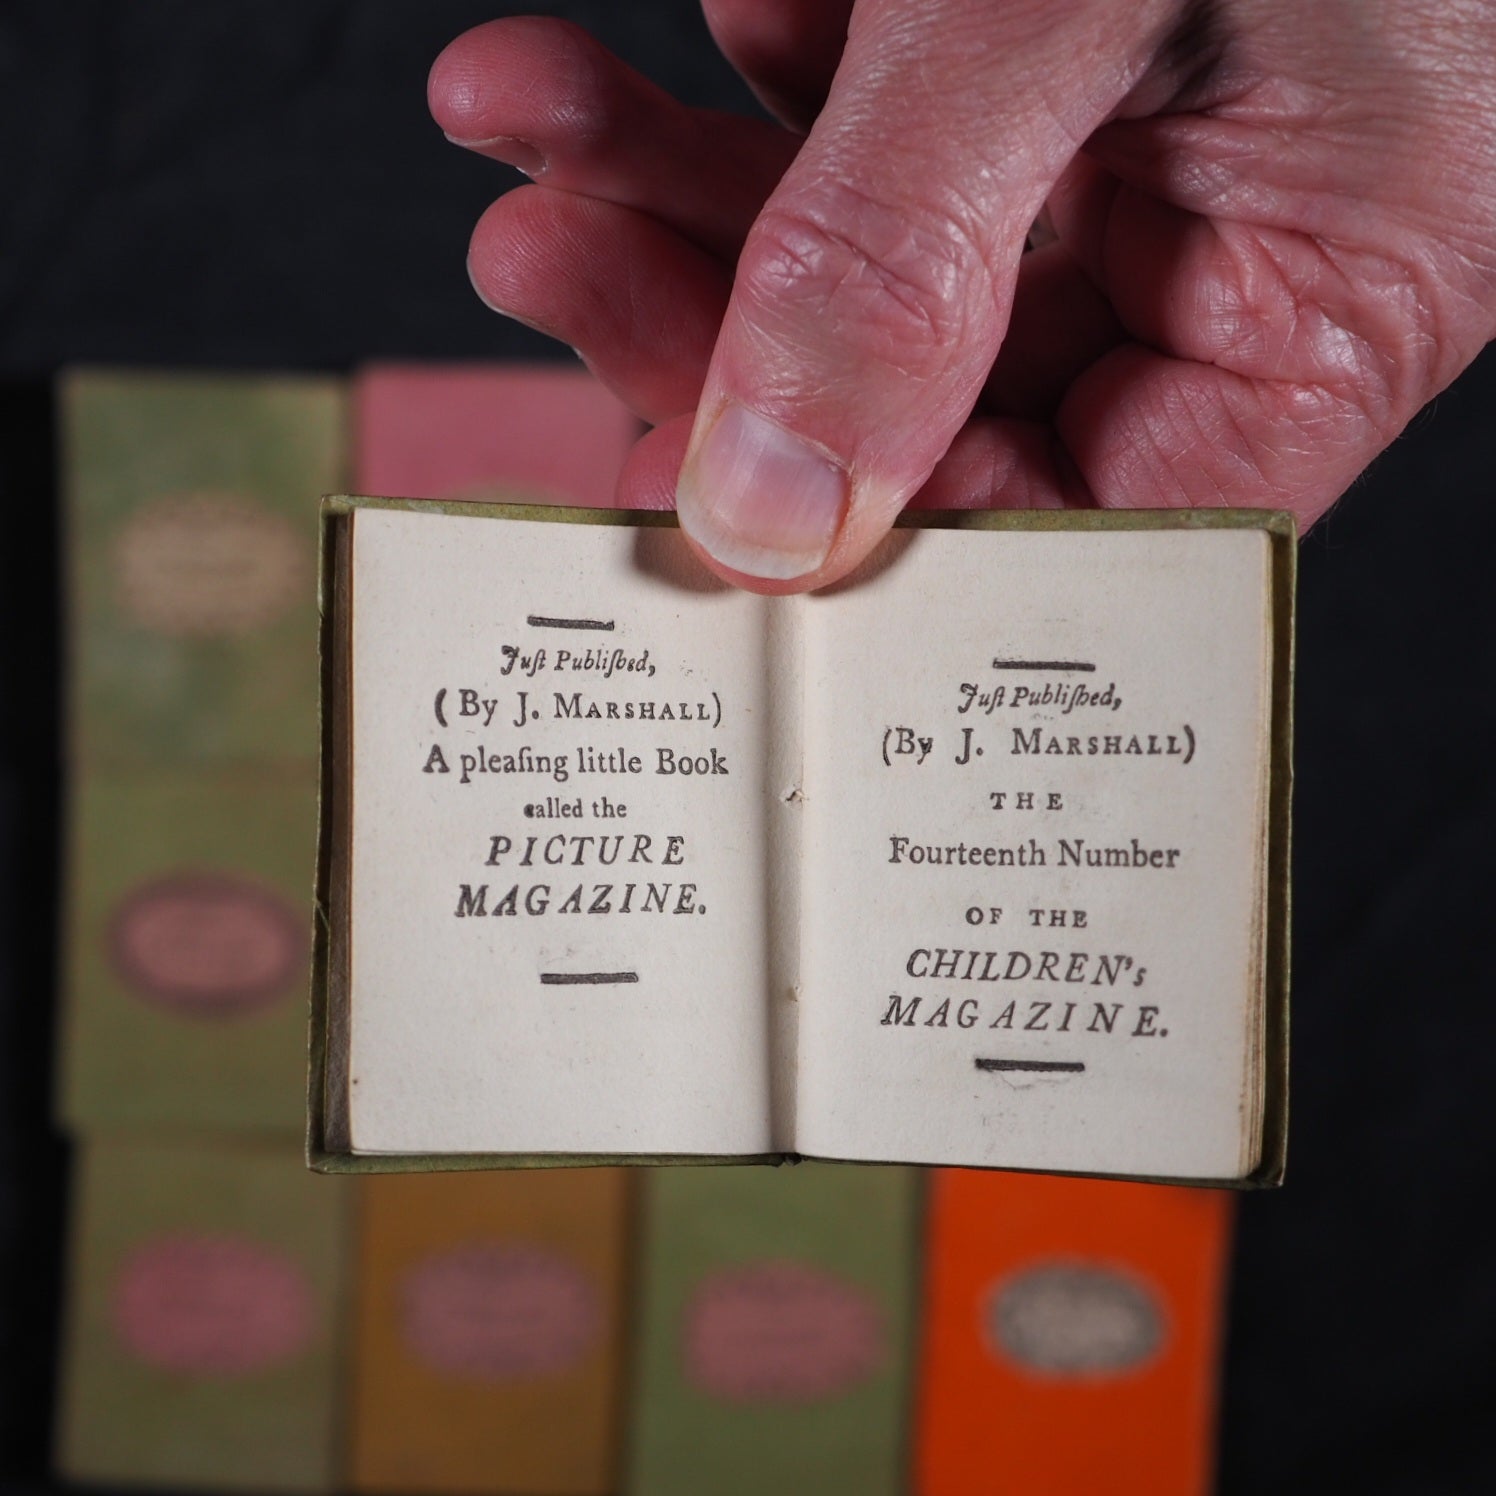 Juſt Publiſhed,
(By J. MARSHALL)
A pleaſing little Book
called the
PICTURE
MAGAZINE.
Juſt Publiſhed,
(By J. MARSHALL)
THE
Fourteenth Number
OF THE
CHILDREN's
MAGAZINE.